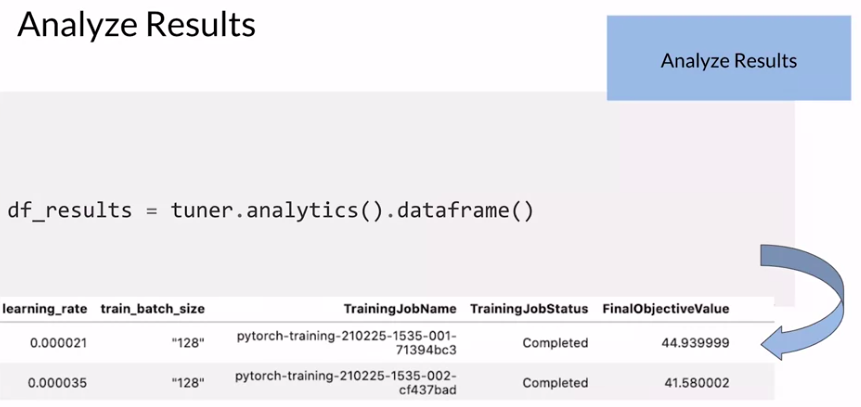 Analyze Results
Analyze Results
df_results = tuner.analytics().dataframe()
learning_rate train_batch_size TrainingJobName TrainingJobStatus FinalObjectiveValue
0.000021 "128" pytorch-training-210225-1535-001-
71394bc3 Completed 44.939999
0.000035 "128" pytorch-training-210225-1535-002-
cf437bad Completed 41.580002